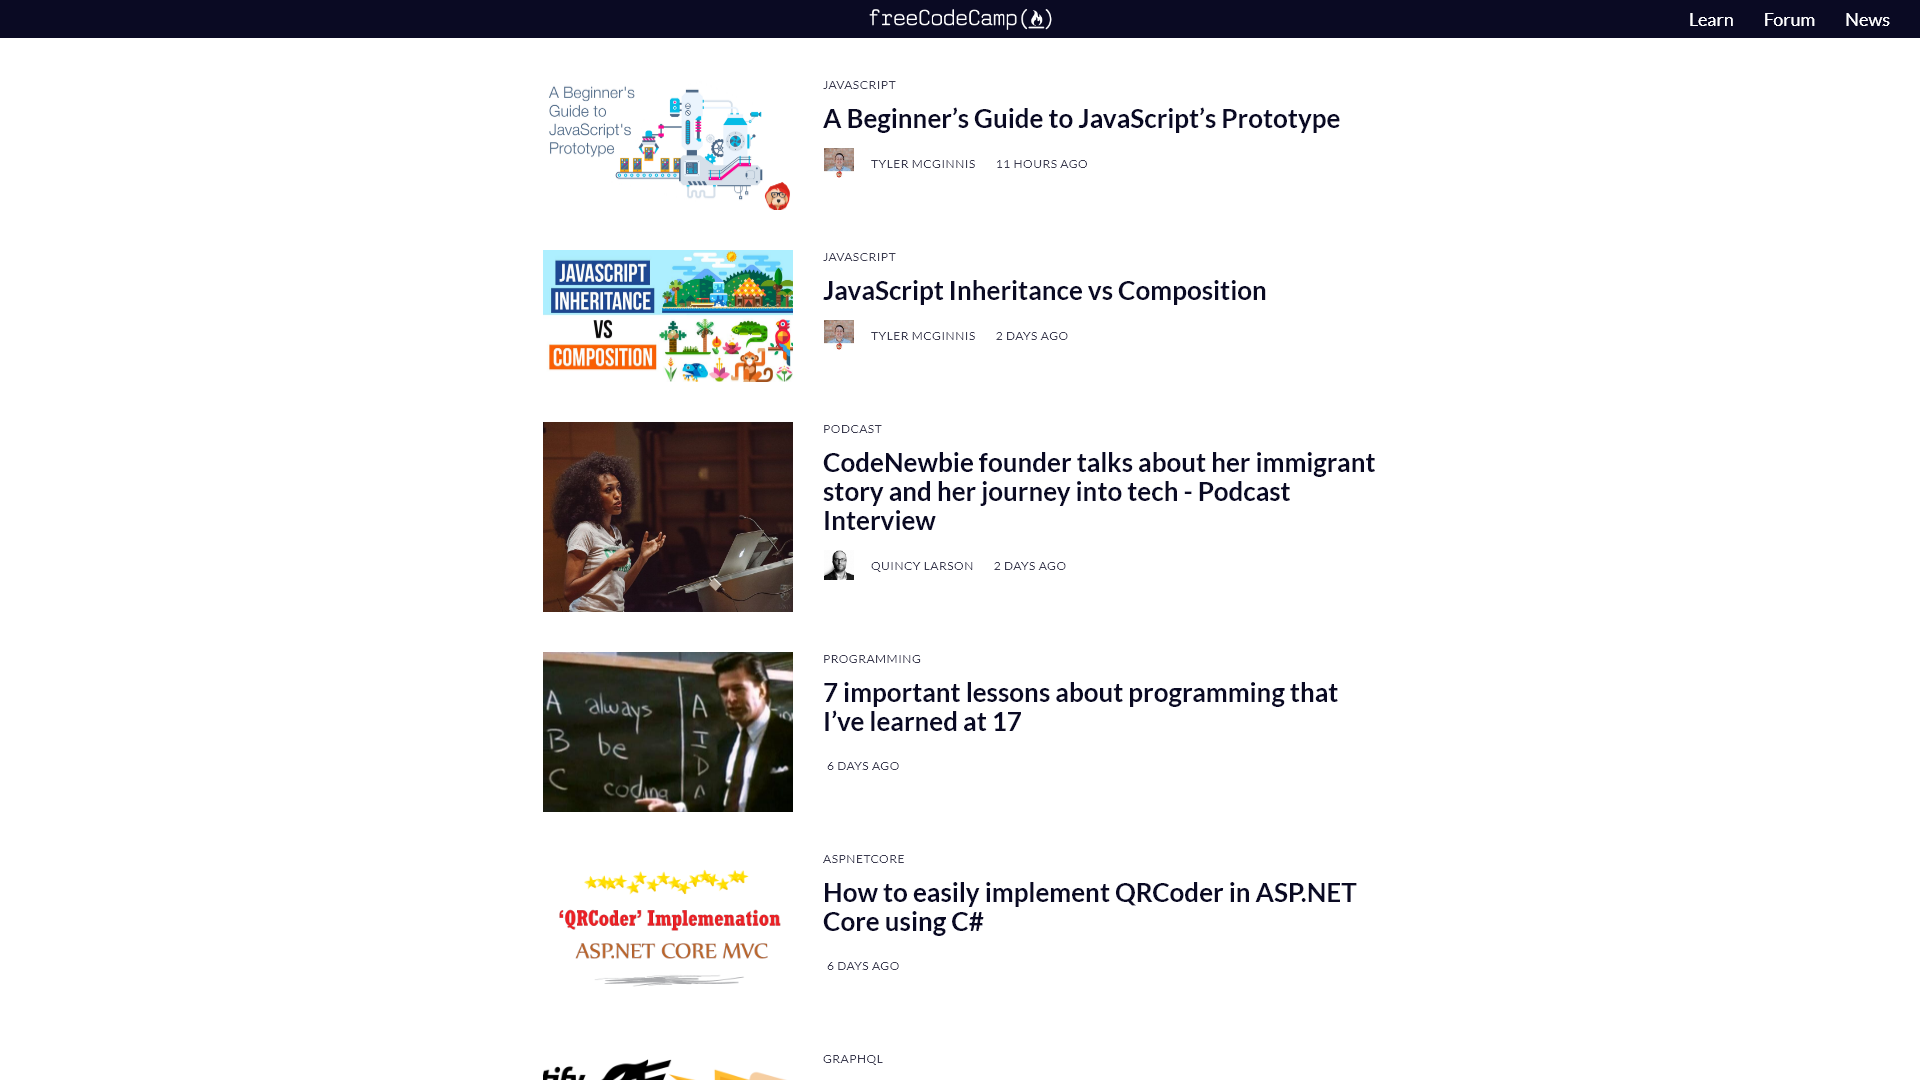 freeCodeCamp
Learn
Forum
News
A Beginner's
Guide to
JavaScript's
Prototype
JAVASCRIPT
A Beginner’s Guide to JavaScript’s Prototype
TYLER MCGINNIS
11 HOURS AGO
JAVASCRIPT
INHERITANCE
VS
COMPOSITION
JAVASCRIPT
JavaScript Inheritance vs Composition
TYLER MCGINNIS
2 DAYS AGO
PODCAST
CodeNewbie founder talks about her immigrant
story and her journey into tech - Podcast
Interview
QUINCY LARSON
2 DAYS AGO
A always
B be
C coding
A
I
D
A
PROGRAMMING
7 important lessons about programming that
I’ve learned at 17
6 DAYS AGO
‘QRCoder’ Implemenation
ASP.NET CORE MVC
ASPNETCORE
How to easily implement QRCoder in ASP.NET
Core using C#
6 DAYS AGO
GRAPHQL